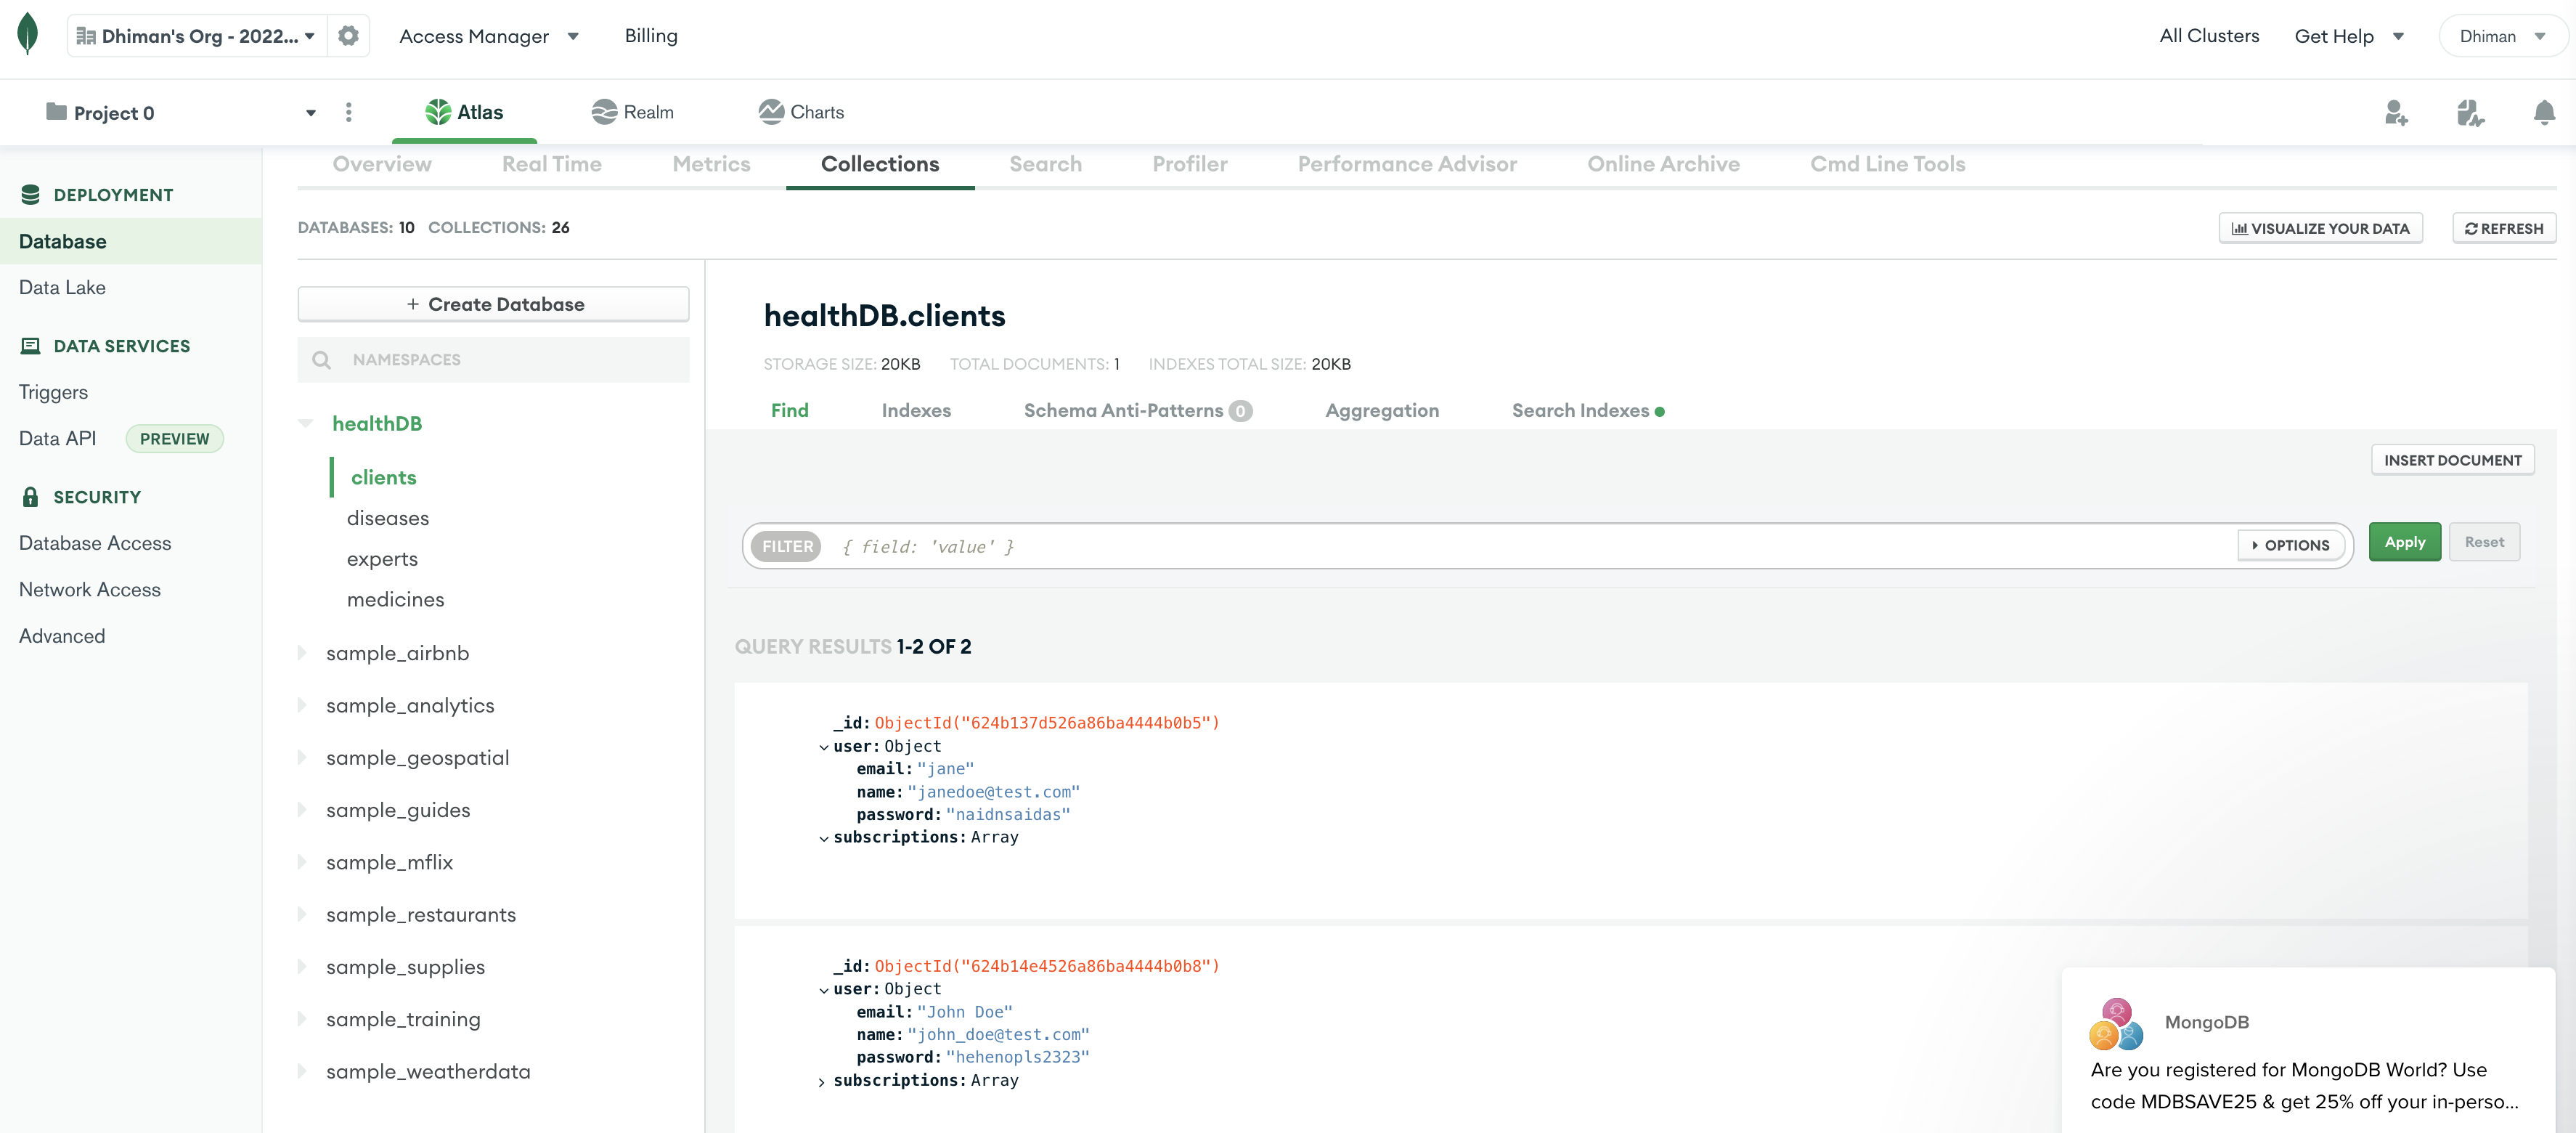 Dhiman's Org - 2022... Access Manager Billing All Clusters Get Help Dhiman
Project 0 Atlas Realm Charts
Overview Real Time Metrics Collections Search Profiler Performance Advisor Online Archive Cmd Line Tools
DEPLOYMENT
Database
Data Lake
DATA SERVICES
Triggers
Data API PREVIEW
SECURITY
Database Access
Network Access
Advanced
DATABASES: 10 COLLECTIONS: 26
VISUALIZE YOUR DATA REFRESH
+ Create Database
NAMESPACES
healthDB
clients
diseases
experts
medicines
sample_airbnb
sample_analytics
sample_geospatial
sample_guides
sample_mflix
sample_restaurants
sample_supplies
sample_training
sample_weatherdata
healthDB.clients
STORAGE SIZE: 20KB TOTAL DOCUMENTS: 1 INDEXES TOTAL SIZE: 20KB
Find Indexes Schema Anti-Patterns 0 Aggregation Search Indexes
INSERT DOCUMENT
FILTER { field: 'value' } OPTIONS Apply Reset
QUERY RESULTS 1-2 OF 2
_id: ObjectId("624b137d526a86ba4444b0b5")
user: Object
email: "jane"
name: "janedoe@test.com"
password: "naidnsaidas"
subscriptions: Array
_id: ObjectId("624b14e4526a86ba4444b0b8")
user: Object
email: "John Doe"
name: "john_doe@test.com"
password: "hehenopls2323"
subscriptions: Array
MongoDB
Are you registered for MongoDB World? Use
code MDBSAVE25 & get 25% off your in-perso...